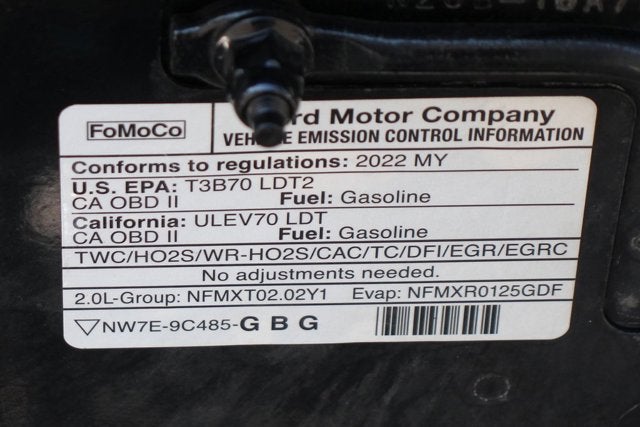 FoMoCo
rd Motor Company
VEH E EMISSION CONTROL INFORMATION
Conforms to regulations: 2022 MY
U.S. EPA: T3B70 LDT2
CA OBD II Fuel: Gasoline
California: ULEV70 LDT
CA OBD II Fuel: Gasoline
TWC/HO2S/WR-HO2S/CAC/TC/DFI/EGR/EGRC
No adjustments needed.
2.0L-Group: NFMXT02.02Y1 Evap: NFMXR0125GDF
NW7E-9C485-GBG